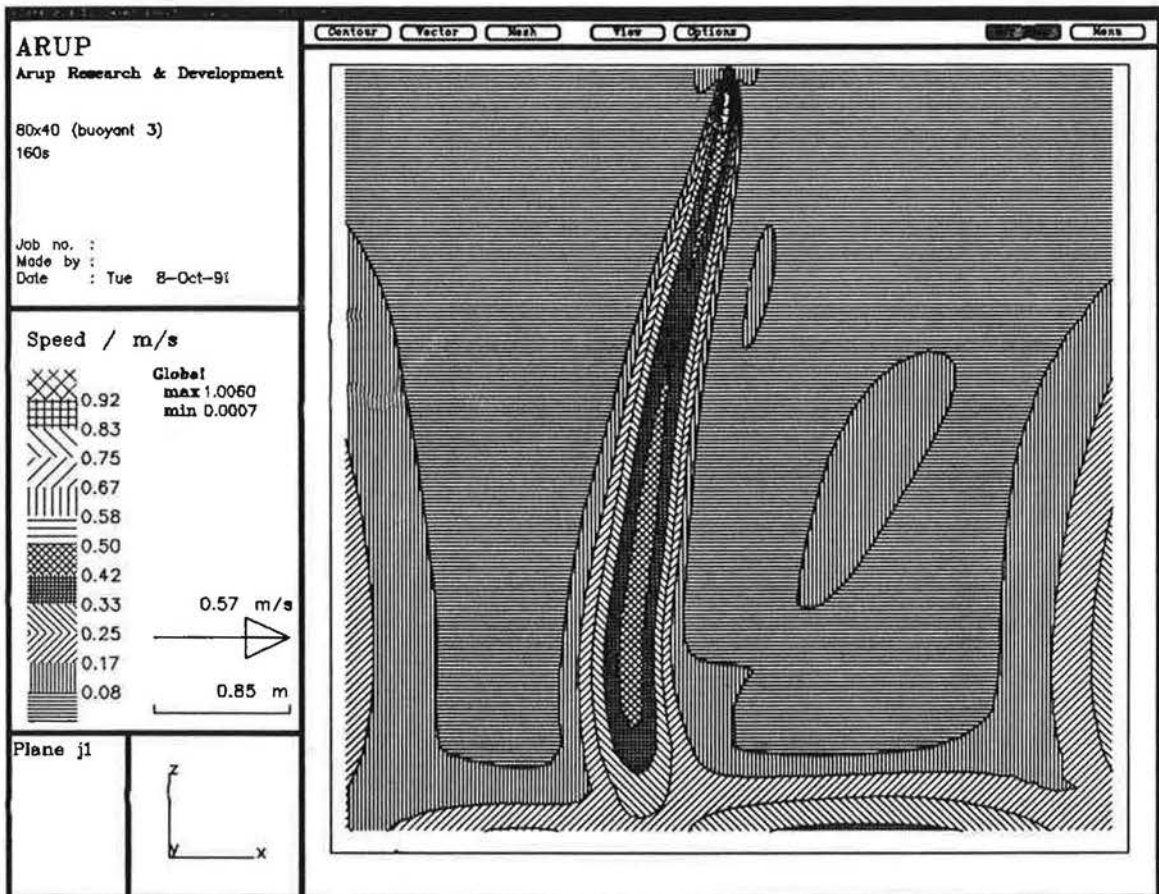 Contour Vector Mesh View Options Menu
ARUP
Arup Research & Development
80x40 (buoyant 3)
160s
Job no. :
Made by :
Date : Tue 8-Oct-91
Speed / m/s
Global
max 1.0060
min 0.0007
0.92
0.83
0.75
0.67
0.58
0.50
0.42
0.33
0.25
0.17
0.08
0.57 m/s
0.85 m
Plane j1
Z
Y
X